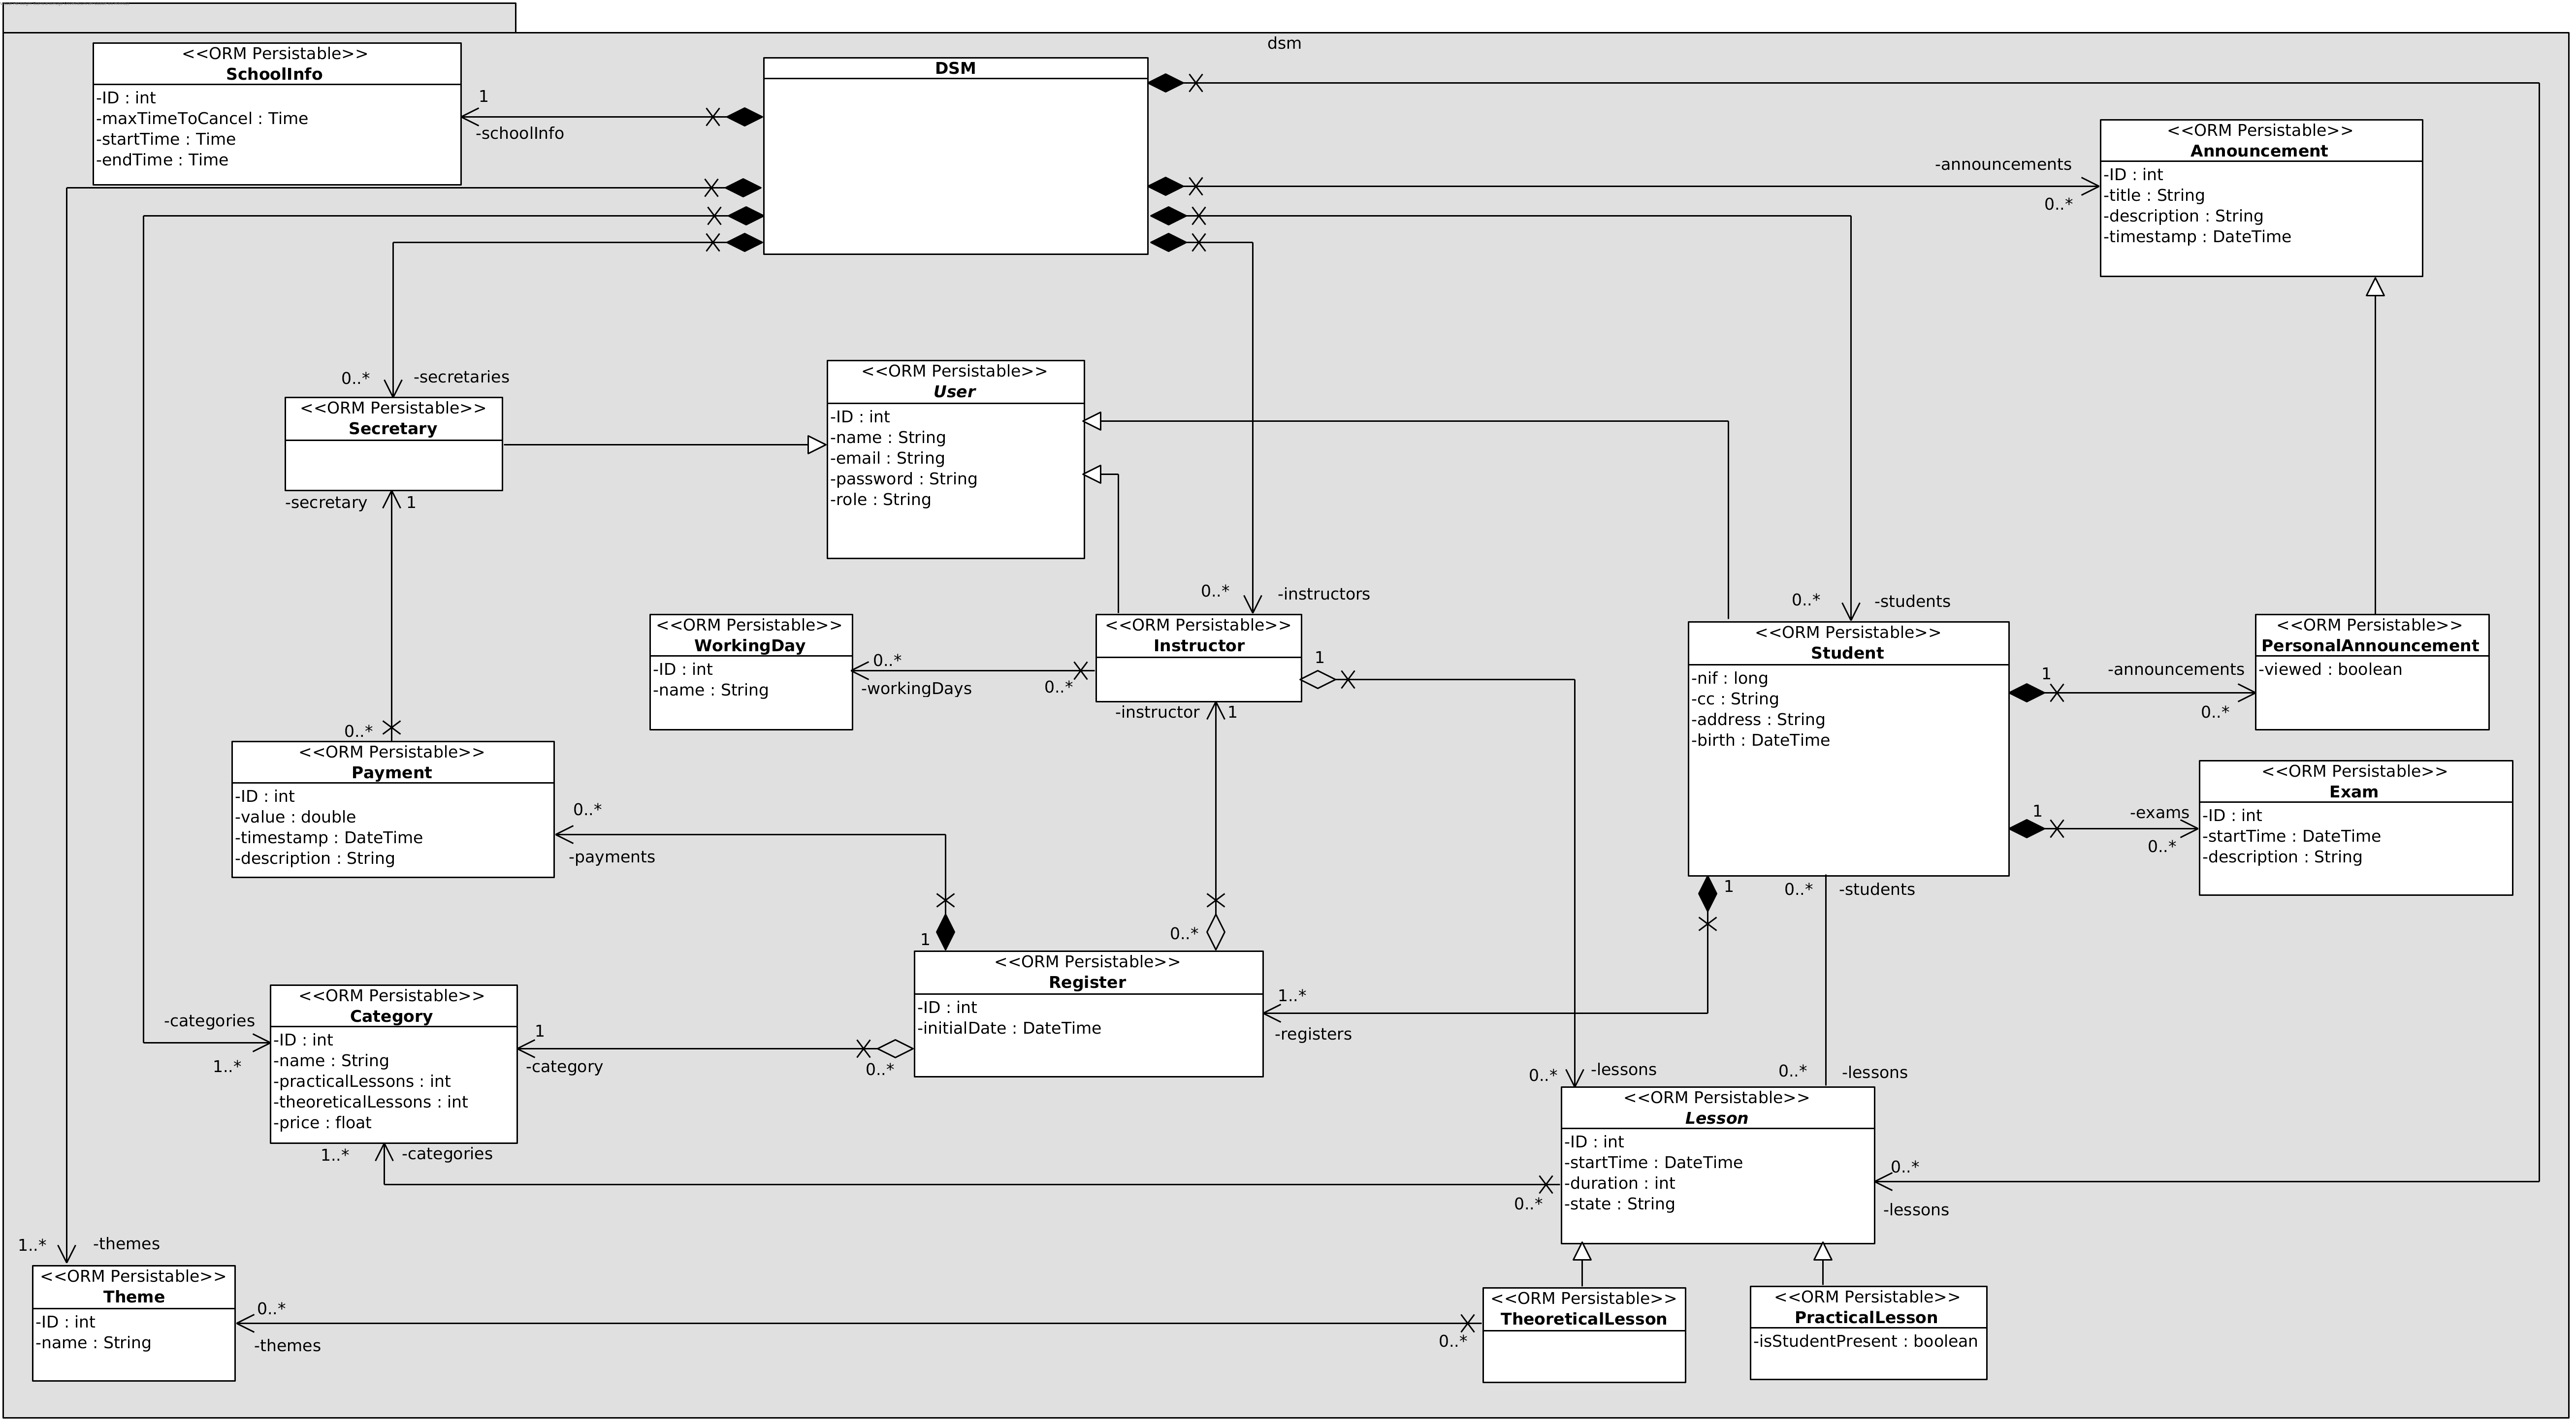 dsm
<<ORM Persistable>>
SchoolInfo
-ID : int
-maxTimeToCancel : Time
-startTime : Time
-endTime : Time
1
-schoolInfo
DSM
-announcements
0..*
<<ORM Persistable>>
Announcement
-ID : int
-title : String
-description : String
-timestamp : DateTime
0..*
-secretaries
<<ORM Persistable>>
Secretary
-secretary
1
<<ORM Persistable>>
User
-ID : int
-name : String
-email : String
-password : String
-role : String
0..*
-instructors
0..*
-students
<<ORM Persistable>>
WorkingDay
-ID : int
-name : String
0..*
-workingDays
0..*
<<ORM Persistable>>
Instructor
1
-instructor
1
<<ORM Persistable>>
Student
-nif : long
-cc : String
-address : String
-birth : DateTime
1
-announcements
0..*
<<ORM Persistable>>
PersonalAnnouncement
-viewed : boolean
0..*
<<ORM Persistable>>
Payment
-ID : int
-value : double
-timestamp : DateTime
-description : String
0..*
-payments
1
-exams
0..*
<<ORM Persistable>>
Exam
-ID : int
-startTime : DateTime
-description : String
1
0..*
-students
1
0..*
<<ORM Persistable>>
Register
-ID : int
-initialDate : DateTime
1..*
-registers
-categories
1..*
<<ORM Persistable>>
Category
-ID : int
-name : String
-practicalLessons : int
-theoreticalLessons : int
-price : float
1
-category
0..*
0..*
-lessons
0..*
-lessons
<<ORM Persistable>>
Lesson
-ID : int
-startTime : DateTime
-duration : int
-state : String
0..*
-lessons
1..*
-categories
0..*
1..*
-themes
<<ORM Persistable>>
Theme
-ID : int
-name : String
0..*
-themes
0..*
<<ORM Persistable>>
TheoreticalLesson
<<ORM Persistable>>
PracticalLesson
-isStudentPresent : boolean